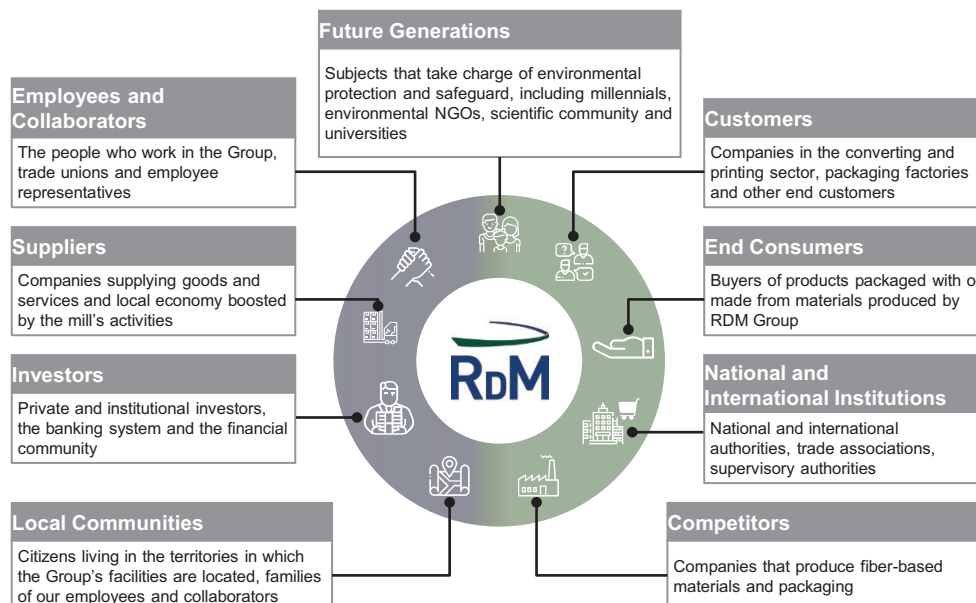 Future Generations
Subjects that take charge of environmental
protection and safeguard, including millennials,
environmental NGOs, scientific community and
universities
Employees and
Collaborators
The people who work in the Group,
trade unions and employee
representatives
Customers
Companies in the converting and
printing sector, packaging factories
and other end customers
Suppliers
Companies supplying goods and
services and local economy boosted
by the mill's activities
End Consumers
Buyers of products packaged with o
made from materials produced by
RDM Group
RDM
Investors
Private and institutional investors,
the banking system and the financial
community
National and
International Institutions
National and international
authorities, trade associations,
supervisory authorities
Local Communities
Citizens living in the territories in which
the Group's facilities are located, families
of our employees and collaborators
Competitors
Companies that produce fiber-based
materials and packaging